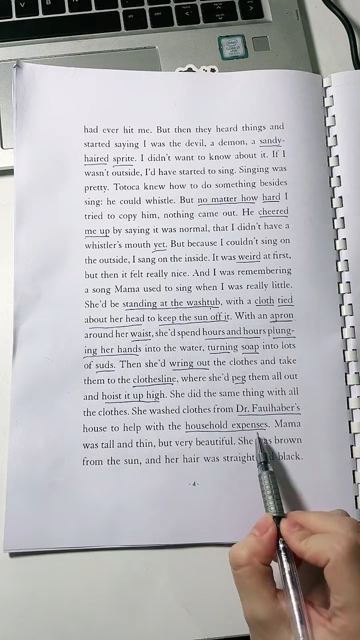 had ever hit me. But then they heard things and
started saying I was the devil, a demon, a sandy-
haired sprite. I didn't want to know about it. If I
wasn't outside, I'd have started to sing. Singing was
pretty. Totoca knew how to do something besides
sing: he could whistle. But no matter how hard I
tried to copy him, nothing came out. He cheered
me up by saying it was normal, that I didn't have a
whistler's mouth yet. But because I couldn't sing on
the outside, I sang on the inside. It was weird at first,
but then it felt really nice. And I was remembering
a song Mama used to sing when I was really little.
She'd be standing at the washtub, with a cloth tied
about her head to keep the sun off it. With an apron
around her waist, she'd spend hours and hours plung-
ing her hands into the water, turning soap into lots
of suds. Then she'd wring out the clothes and take
them to the clothesline, where she'd peg them all out
and hoist it up high. She did the same thing with all
the clothes. She washed clothes from Dr. Faulhaber's
house to help with the household expenses. Mama
was tall and thin, but very beautiful. She was brown
from the sun, and her hair was straight and black.
· 4 ·